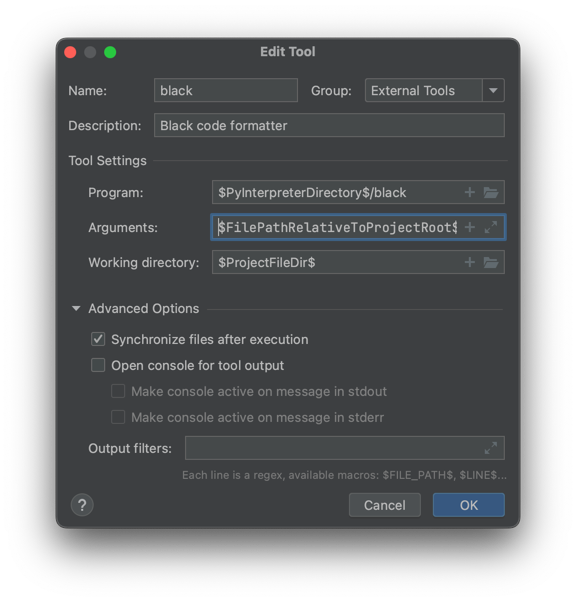 Edit Tool
Name: black Group: External Tools
Description: Black code formatter
Tool Settings
Program: $PyInterpreterDirectory$/black
Arguments: $FilePathRelativeToProjectRoot$
Working directory: $ProjectFileDir$
Advanced Options
Synchronize files after execution
Open console for tool output
Make console active on message in stdout
Make console active on message in stderr
Output filters:
Each line is a regex, available macros: $FILE_PATH$, $LINE$...
? Cancel OK